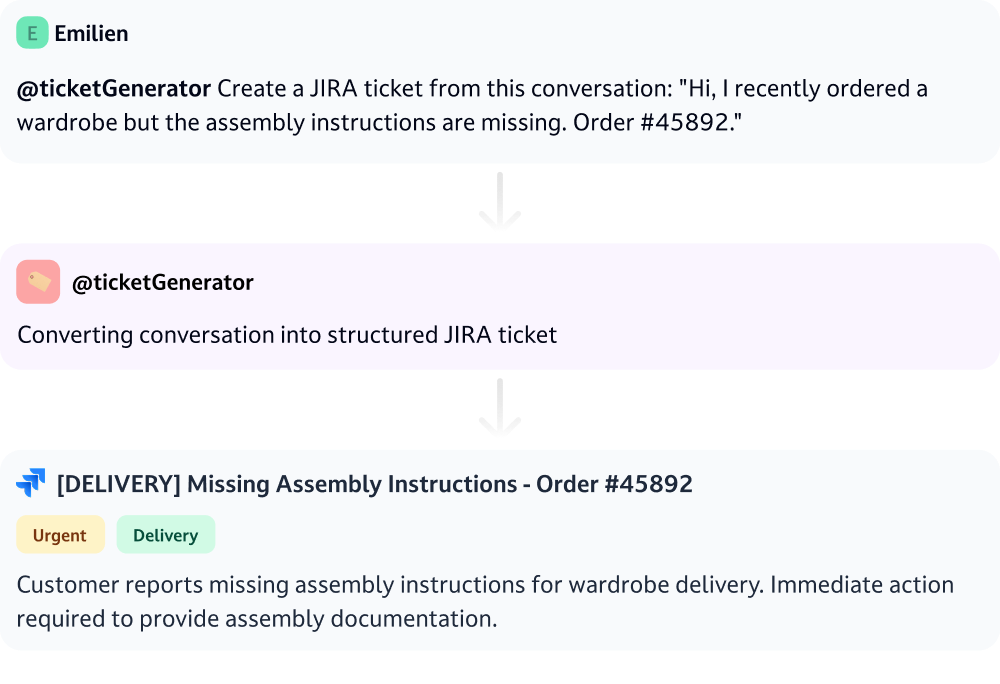 E Emilien
@ticketGenerator Create a JIRA ticket from this conversation: "Hi, I recently ordered a
wardrobe but the assembly instructions are missing. Order #45892."
@ticketGenerator
Converting conversation into structured JIRA ticket
[DELIVERY] Missing Assembly Instructions - Order #45892
Urgent Delivery
Customer reports missing assembly instructions for wardrobe delivery. Immediate action
required to provide assembly documentation.